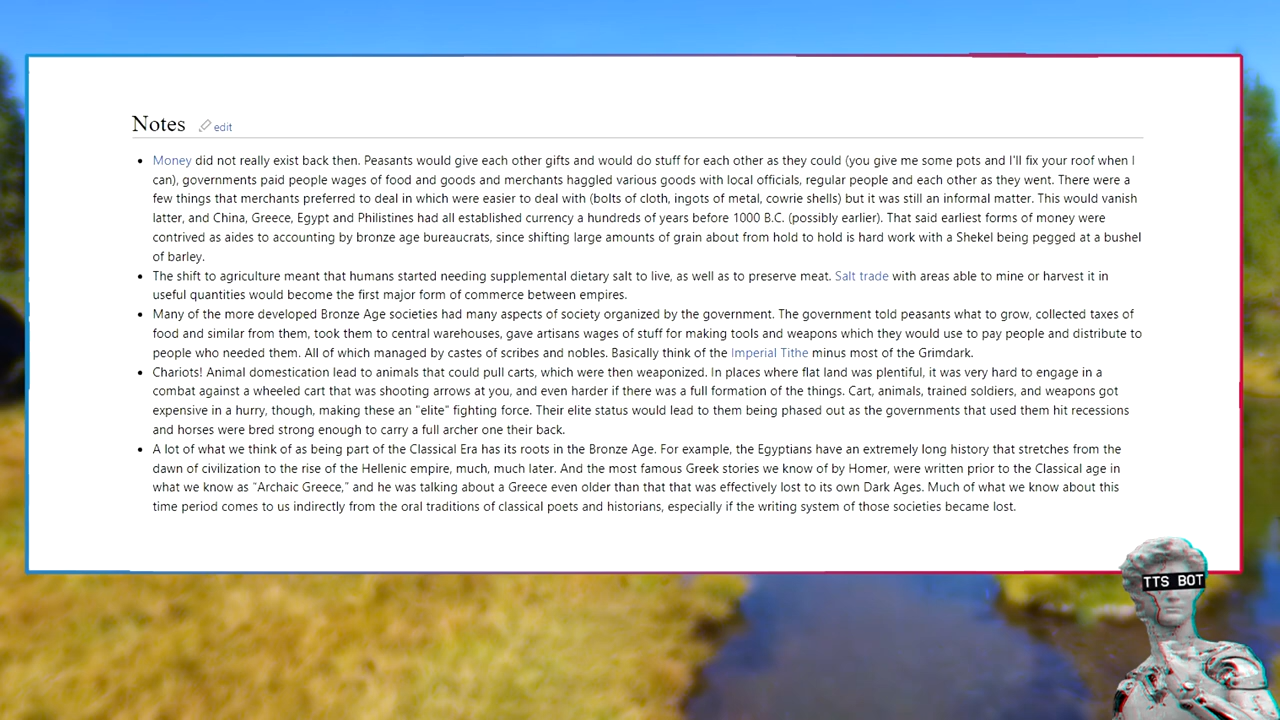 Notes edit
Money did not really exist back then. Peasants would give each other gifts and would do stuff for each other as they could (you give me some pots and I'll fix your roof when I
can), governments paid people wages of food and goods and merchants haggled various goods with local officials, regular people and each other as they went. There were a
few things that merchants preferred to deal in which were easier to deal with (bolts of cloth, ingots of metal, cowrie shells) but it was still an informal matter. This would vanish
latter, and China, Greece, Egypt and Philistines had all established currency a hundreds of years before 1000 B.C. (possibly earlier). That said earliest forms of money were
contrived as aides to accounting by bronze age bureaucrats, since shifting large amounts of grain about from hold to hold is hard work with a Shekel being pegged at a bushel
of barley.
The shift to agriculture meant that humans started needing supplemental dietary salt to live, as well as to preserve meat. Salt trade with areas able to mine or harvest it in
useful quantities would become the first major form of commerce between empires.
Many of the more developed Bronze Age societies had many aspects of society organized by the government. The government told peasants what to grow, collected taxes of
food and similar from them, took them to central warehouses, gave artisans wages of stuff for making tools and weapons which they would use to pay people and distribute to
people who needed them. All of which managed by castes of scribes and nobles. Basically think of the Imperial Tithe minus most of the Grimdark.
Chariots! Animal domestication lead to animals that could pull carts, which were then weaponized. In places where flat land was plentiful, it was very hard to engage in a
combat against a wheeled cart that was shooting arrows at you, and even harder if there was a full formation of the things. Cart, animals, trained soldiers, and weapons got
expensive in a hurry, though, making these an "elite" fighting force. Their elite status would lead to them being phased out as the governments that used them hit recessions
and horses were bred strong enough to carry a full archer one their back.
A lot of what we think of as being part of the Classical Era has its roots in the Bronze Age. For example, the Egyptians have an extremely long history that stretches from the
dawn of civilization to the rise of the Hellenic empire, much, much later. And the most famous Greek stories we know of by Homer, were written prior to the Classical age in
what we know as "Archaic Greece," and he was talking about a Greece even older than that that was effectively lost to its own Dark Ages. Much of what we know about this
time period comes to us indirectly from the oral traditions of classical poets and historians, especially if the writing system of those societies became lost.
TTS BOT